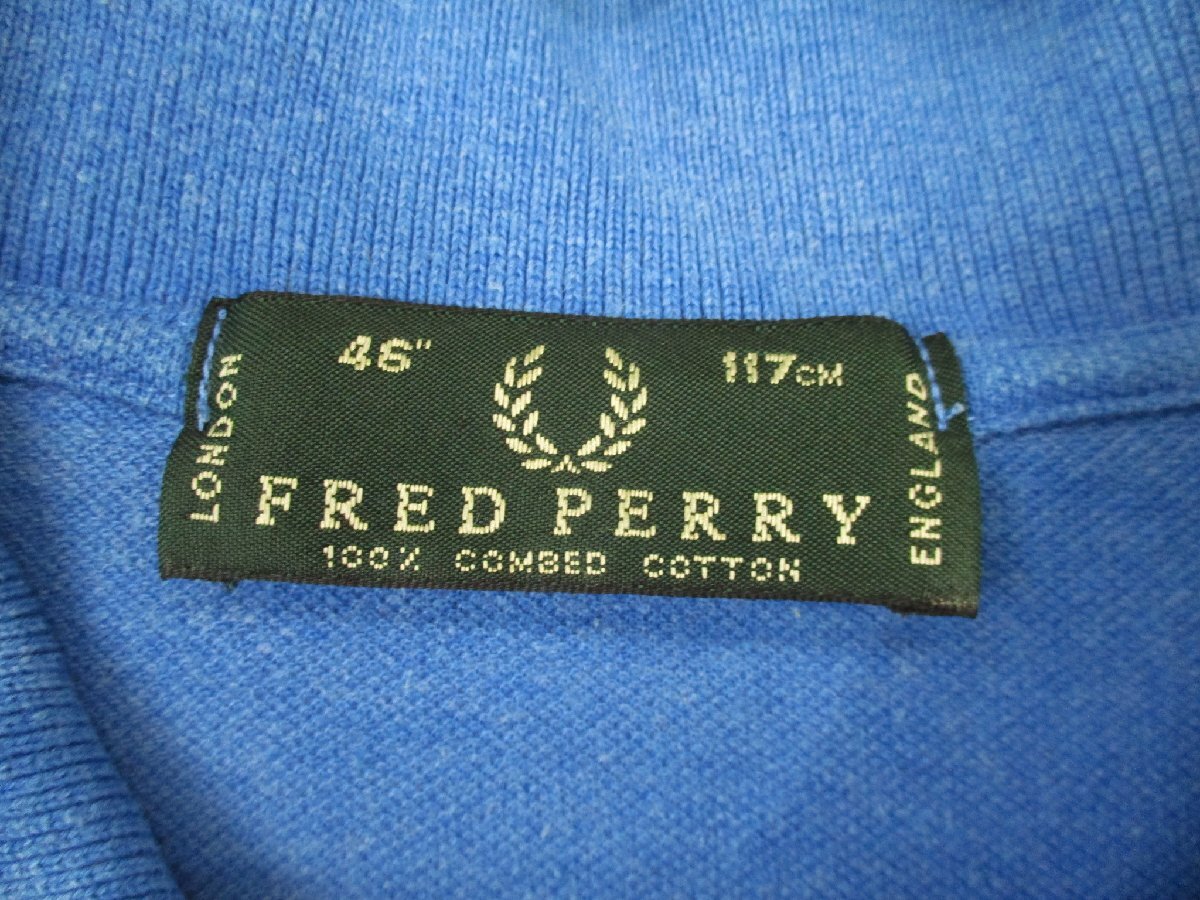 46" 117CM
FRED PERRY
100% COMBED COTTON
LONDON
ENGLAND